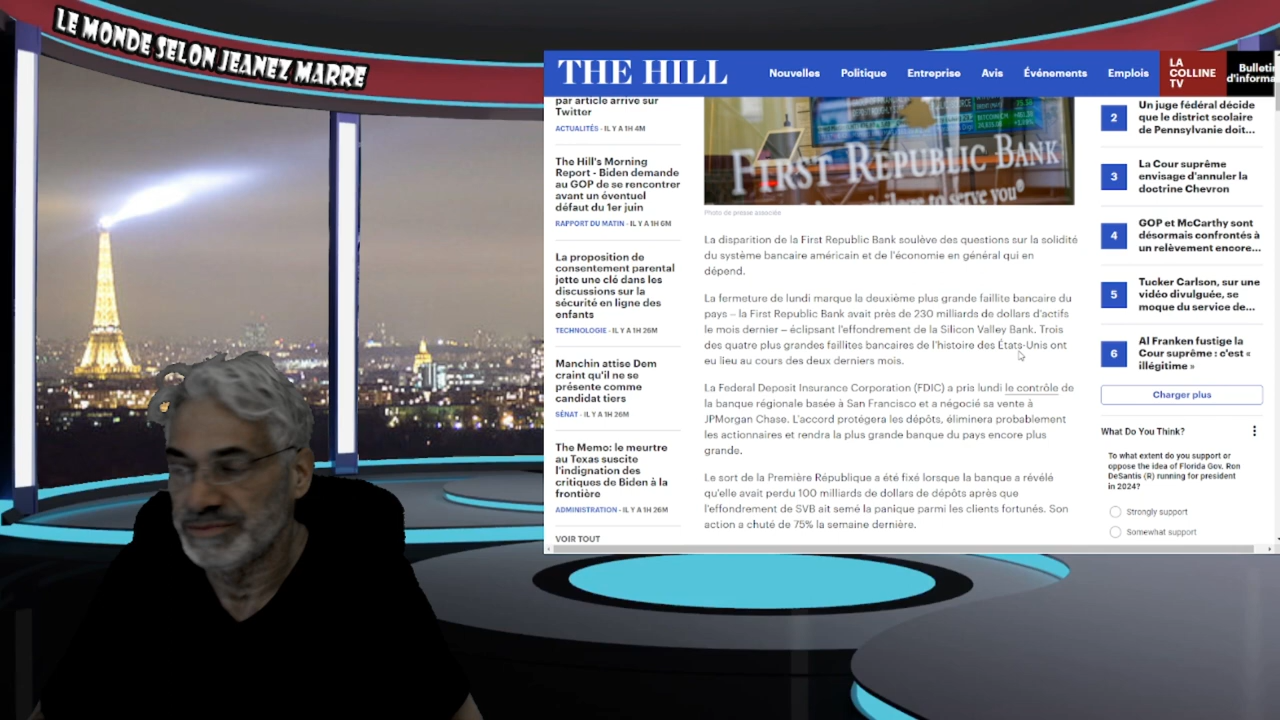 LE MONDE SELON JEANEZ MARRE
THE HILL
Nouvelles
Politique
Entreprise
Avis
Événements
Emplois
LA
COLLINE
TV
Bulletin
d'informa
par article arrive sur
Twitter
ACTUALITÉS - IL Y A 1H 4M
The Hill's Morning
Report - Biden demande
au GOP de se rencontrer
avant un éventuel
défaut du 1er juin
RAPPORT DU MATIN - IL Y A 1H 6M
La proposition de
consentement parental
jette une clé dans les
discussions sur la
sécurité en ligne des
enfants
TECHNOLOGIE - IL Y A 1H 26M
Manchin attise Dem
craint qu'il ne se
présente comme
candidat tiers
SÉNAT - IL Y A 1H 26M
The Memo: le meurtre
au Texas suscite
l'indignation des
critiques de Biden à la
frontière
ADMINISTRATION - IL Y A 1H 26M
VOIR TOUT
FIRST REPUBLIC BANK
privilege to serve you®
Photo de presse associée
La disparition de la First Republic Bank soulève des questions sur la solidité
du système bancaire américain et de l'économie en général qui en
dépend.
La fermeture de lundi marque la deuxième plus grande faillite bancaire du
pays – la First Republic Bank avait près de 230 milliards de dollars d'actifs
le mois dernier – éclipsant l'effondrement de la Silicon Valley Bank. Trois
des quatre plus grandes faillites bancaires de l'histoire des États-Unis ont
eu lieu au cours des deux derniers mois.
La Federal Deposit Insurance Corporation (FDIC) a pris lundi le contrôle de
la banque régionale basée à San Francisco et a négocié sa vente à
JPMorgan Chase. L'accord protégera les dépôts, éliminera probablement
les actionnaires et rendra la plus grande banque du pays encore plus
grande.
Le sort de la Première République a été fixé lorsque la banque a révélé
qu'elle avait perdu 100 milliards de dollars de dépôts après que
l'effondrement de SVB ait semé la panique parmi les clients fortunés. Son
action a chuté de 75% la semaine dernière.
2
Un juge fédéral décide
que le district scolaire
de Pennsylvanie doit...
3
La Cour suprême
envisage d'annuler la
doctrine Chevron
4
GOP et McCarthy sont
désormais confrontés à
un relèvement encore...
5
Tucker Carlson, sur une
vidéo divulguée, se
moque du service de...
6
Al Franken fustige la
Cour suprême : c'est «
illégitime »
Charger plus
What Do You Think?
To what extent do you support or
oppose the idea of Florida Gov. Ron
DeSantis (R) running for president
in 2024?
Strongly support
Somewhat support